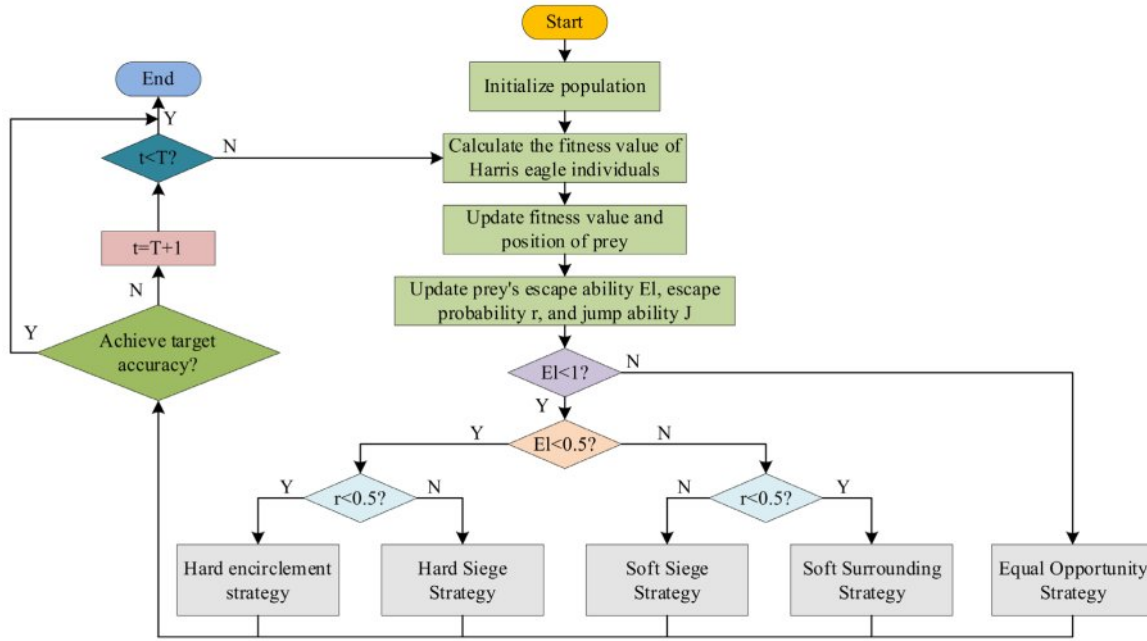 Start
End
Initialize population
Y
t<T?
N
Calculate the fitness value of
Harris eagle individuals
Update fitness value and
position of prey
t=T+1
N
Update prey's escape ability El, escape
probability r, and jump ability J
Y
Achieve target
accuracy?
El<1?
N
Y
Y
El<0.5?
N
Y
r<0.5?
N
N
r<0.5?
Y
Hard encirclement
strategy
Hard Siege
Strategy
Soft Siege
Strategy
Soft Surrounding
Strategy
Equal Opportunity
Strategy